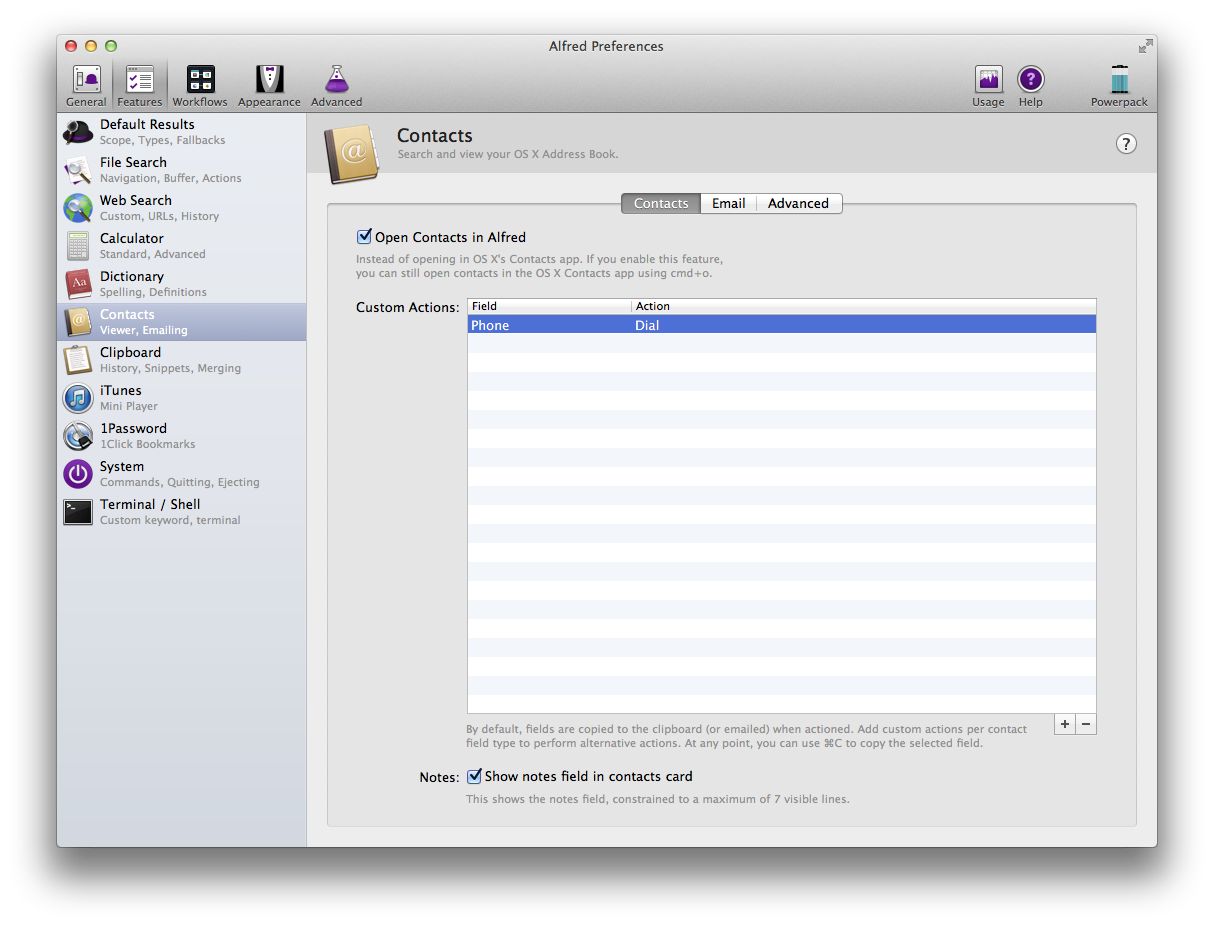 Alfred Preferences
General Features Workflows Appearance Advanced Usage ? Help Powerpack
Default Results
Scope, Types, Fallbacks
File Search
Navigation, Buffer, Actions
Web Search
Custom, URLs, History
Calculator
Standard, Advanced
Aa
Dictionary
Spelling, Definitions
@
Contacts
Viewer, Emailing
Clipboard
History, Snippets, Merging
iTunes
Mini Player
1Password
1Click Bookmarks
System
Commands, Quitting, Ejecting
>_
Terminal / Shell
Custom keyword, terminal
@
Contacts
Search and view your OS X Address Book.
?
Contacts Email Advanced
Open Contacts in Alfred
Instead of opening in OS X's Contacts app. If you enable this feature,
you can still open contacts in the OS X Contacts app using cmd+o.
Custom Actions: Field Action
Phone Dial
By default, fields are copied to the clipboard (or emailed) when actioned. Add custom actions per contact
field type to perform alternative actions. At any point, you can use ⌘C to copy the selected field.
+ −
Notes: Show notes field in contacts card
This shows the notes field, constrained to a maximum of 7 visible lines.